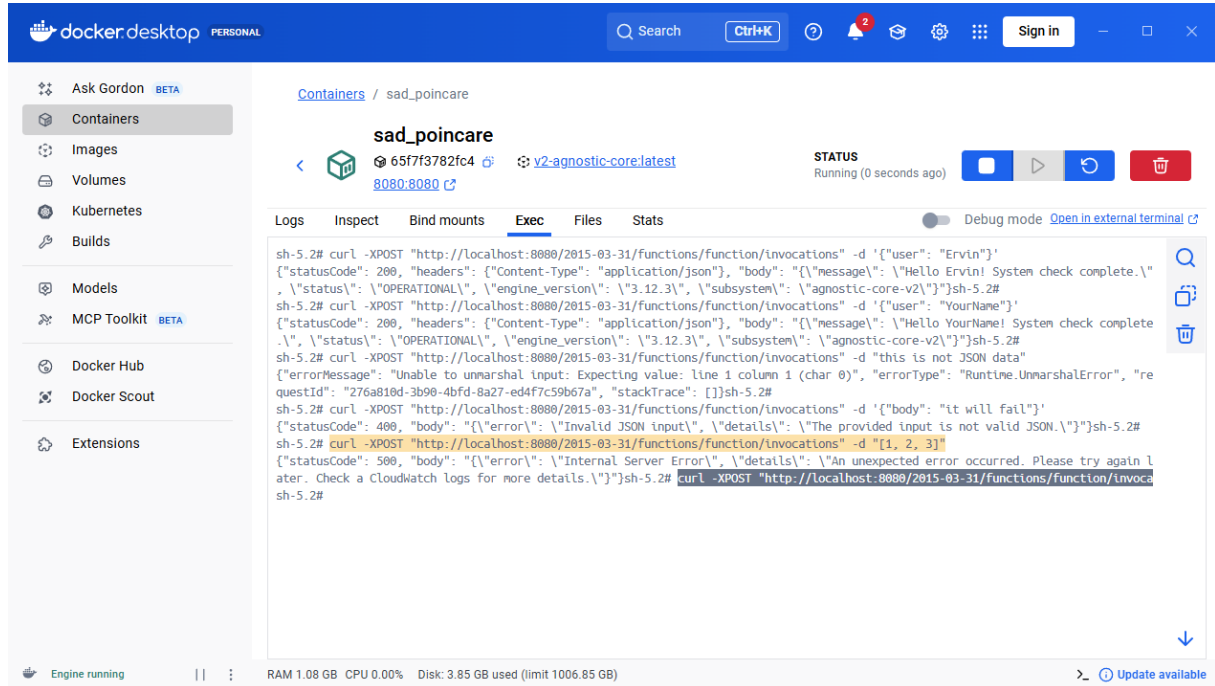 docker.desktop PERSONAL
Search Ctrl+K
2
Sign in
Ask Gordon BETA
Containers
Images
Volumes
Kubernetes
Builds
Models
MCP Toolkit BETA
Docker Hub
Docker Scout
Extensions
Containers / sad_poincare
sad_poincare
65f7f3782fc4 v2-agnostic-core:latest
8080:8080
STATUS
Running (0 seconds ago)
Logs Inspect Bind mounts Exec Files Stats
Debug mode Open in external terminal
sh-5.2# curl -XPOST "http://localhost:8080/2015-03-31/functions/function/invocations" -d '{"user": "Ervin"}'
{"statusCode": 200, "headers": {"Content-Type": "application/json"}, "body": "{\"message\": \"Hello Ervin! System check complete.\"
, \"status\": \"OPERATIONAL\", \"engine_version\": \"3.12.3\", \"subsystem\": \"agnostic-core-v2\"}"}sh-5.2#
sh-5.2# curl -XPOST "http://localhost:8080/2015-03-31/functions/function/invocations" -d '{"user": "YourName"}'
{"statusCode": 200, "headers": {"Content-Type": "application/json"}, "body": "{\"message\": \"Hello YourName! System check complete
.\", \"status\": \"OPERATIONAL\", \"engine_version\": \"3.12.3\", \"subsystem\": \"agnostic-core-v2\"}"}sh-5.2#
sh-5.2# curl -XPOST "http://localhost:8080/2015-03-31/functions/function/invocations" -d "this is not JSON data"
{"errorMessage": "Unable to unmarshal input: Expecting value: line 1 column 1 (char 0)", "errorType": "Runtime.UnmarshalError", "re
questId": "276a810d-3b90-4bfd-8a27-ed4f7c59b67a", "stackTrace": []}sh-5.2#
sh-5.2# curl -XPOST "http://localhost:8080/2015-03-31/functions/function/invocations" -d '{"body": "it will fail"}'
{"statusCode": 400, "body": "{\"error\": \"Invalid JSON input\", \"details\": \"The provided input is not valid JSON.\"}"}sh-5.2#
sh-5.2# curl -XPOST "http://localhost:8080/2015-03-31/functions/function/invocations" -d "[1, 2, 3]"
{"statusCode": 500, "body": "{\"error\": \"Internal Server Error\", \"details\": \"An unexpected error occurred. Please try again l
ater. Check a CloudWatch logs for more details.\"}"}sh-5.2# curl -XPOST "http://localhost:8080/2015-03-31/functions/function/invoca
sh-5.2#
Engine running
RAM 1.08 GB CPU 0.00% Disk: 3.85 GB used (limit 1006.85 GB)
>_ Update available